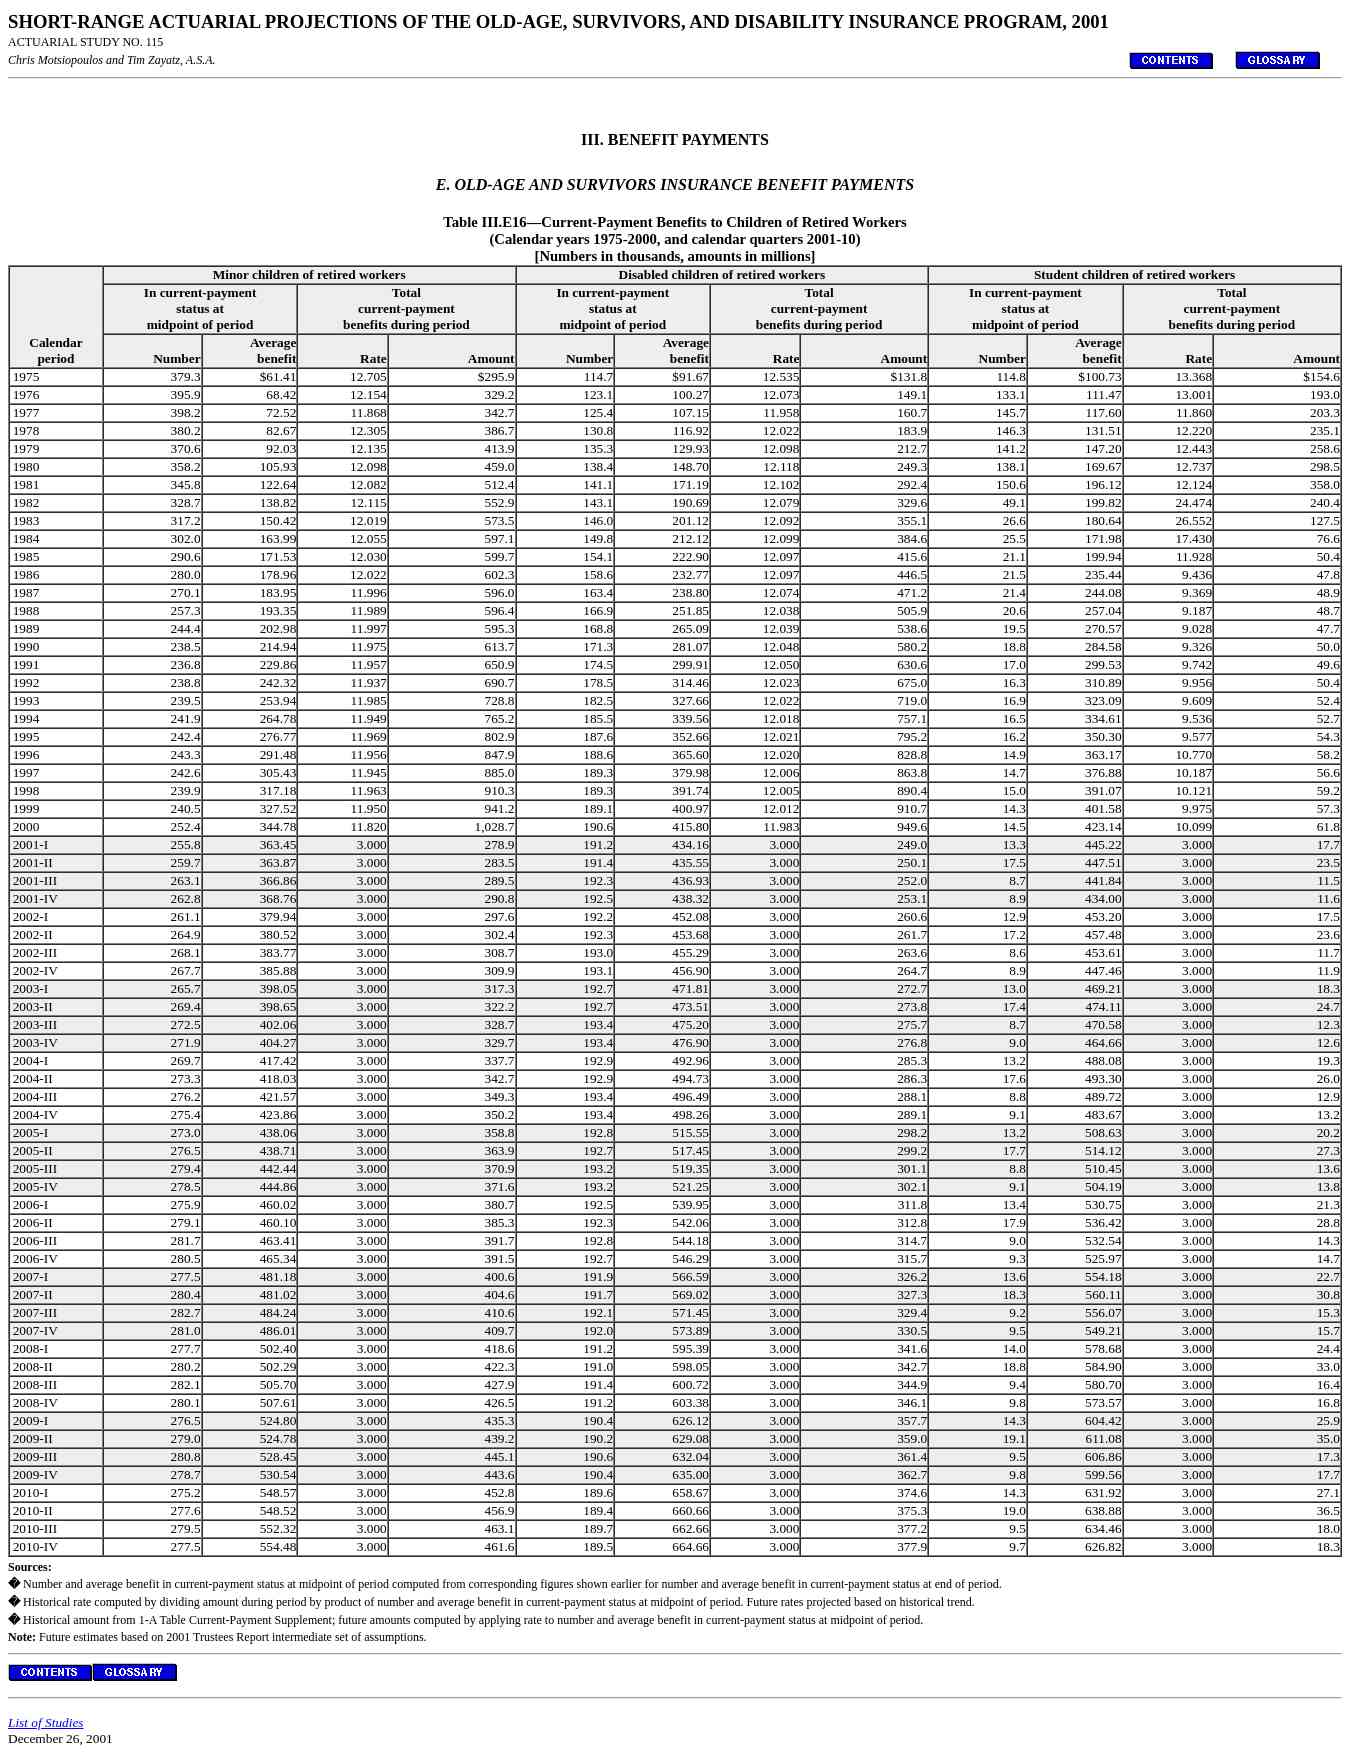 SHORT-RANGE ACTUARIAL PROJECTIONS OF THE OLD-AGE, SURVIVORS, AND DISABILITY INSURANCE PROGRAM, 2001
ACTUARIAL STUDY NO. 115
Chris Motsiopoulos and Tim Zayatz, A.S.A. CONTENTS GLOSSARY
III. BENEFIT PAYMENTS
E. OLD-AGE AND SURVIVORS INSURANCE BENEFIT PAYMENTS
Table III.E16—Current-Payment Benefits to Children of Retired Workers
(Calendar years 1975-2000, and calendar quarters 2001-10)
[Numbers in thousands, amounts in millions]
Minor children of retired workers Disabled children of retired workers Student children of retired workers
In current-payment Total In current-payment Total In current-payment Total
status at current-payment status at current-payment status at current-payment
midpoint of period benefits during period midpoint of period benefits during period midpoint of period benefits during period
Calendar Average Average Average
period Number benefit Rate Amount Number benefit Rate Amount Number benefit Rate Amount
1975 379.3 $61.41 12.705 $295.9 114.7 $91.67 12.535 $131.8 114.8 $100.73 13.368 $154.6
1976 395.9 68.42 12.154 329.2 123.1 100.27 12.073 149.1 133.1 111.47 13.001 193.0
1977 398.2 72.52 11.868 342.7 125.4 107.15 11.958 160.7 145.7 117.60 11.860 203.3
1978 380.2 82.67 12.305 386.7 130.8 116.92 12.022 183.9 146.3 131.51 12.220 235.1
1979 370.6 92.03 12.135 413.9 135.3 129.93 12.098 212.7 141.2 147.20 12.443 258.6
1980 358.2 105.93 12.098 459.0 138.4 148.70 12.118 249.3 138.1 169.67 12.737 298.5
1981 345.8 122.64 12.082 512.4 141.1 171.19 12.102 292.4 150.6 196.12 12.124 358.0
1982 328.7 138.82 12.115 552.9 143.1 190.69 12.079 329.6 49.1 199.82 24.474 240.4
1983 317.2 150.42 12.019 573.5 146.0 201.12 12.092 355.1 26.6 180.64 26.552 127.5
1984 302.0 163.99 12.055 597.1 149.8 212.12 12.099 384.6 25.5 171.98 17.430 76.6
1985 290.6 171.53 12.030 599.7 154.1 222.90 12.097 415.6 21.1 199.94 11.928 50.4
1986 280.0 178.96 12.022 602.3 158.6 232.77 12.097 446.5 21.5 235.44 9.436 47.8
1987 270.1 183.95 11.996 596.0 163.4 238.80 12.074 471.2 21.4 244.08 9.369 48.9
1988 257.3 193.35 11.989 596.4 166.9 251.85 12.038 505.9 20.6 257.04 9.187 48.7
1989 244.4 202.98 11.997 595.3 168.8 265.09 12.039 538.6 19.5 270.57 9.028 47.7
1990 238.5 214.94 11.975 613.7 171.3 281.07 12.048 580.2 18.8 284.58 9.326 50.0
1991 236.8 229.86 11.957 650.9 174.5 299.91 12.050 630.6 17.0 299.53 9.742 49.6
1992 238.8 242.32 11.937 690.7 178.5 314.46 12.023 675.0 16.3 310.89 9.956 50.4
1993 239.5 253.94 11.985 728.8 182.5 327.66 12.022 719.0 16.9 323.09 9.609 52.4
1994 241.9 264.78 11.949 765.2 185.5 339.56 12.018 757.1 16.5 334.61 9.536 52.7
1995 242.4 276.77 11.969 802.9 187.6 352.66 12.021 795.2 16.2 350.30 9.577 54.3
1996 243.3 291.48 11.956 847.9 188.6 365.60 12.020 828.8 14.9 363.17 10.770 58.2
1997 242.6 305.43 11.945 885.0 189.3 379.98 12.006 863.8 14.7 376.88 10.187 56.6
1998 239.9 317.18 11.963 910.3 189.3 391.74 12.005 890.4 15.0 391.07 10.121 59.2
1999 240.5 327.52 11.950 941.2 189.1 400.97 12.012 910.7 14.3 401.58 9.975 57.3
2000 252.4 344.78 11.820 1,028.7 190.6 415.80 11.983 949.6 14.5 423.14 10.099 61.8
2001-I 255.8 363.45 3.000 278.9 191.2 434.16 3.000 249.0 13.3 445.22 3.000 17.7
2001-II 259.7 363.87 3.000 283.5 191.4 435.55 3.000 250.1 17.5 447.51 3.000 23.5
2001-III 263.1 366.86 3.000 289.5 192.3 436.93 3.000 252.0 8.7 441.84 3.000 11.5
2001-IV 262.8 368.76 3.000 290.8 192.5 438.32 3.000 253.1 8.9 434.00 3.000 11.6
2002-I 261.1 379.94 3.000 297.6 192.2 452.08 3.000 260.6 12.9 453.20 3.000 17.5
2002-II 264.9 380.52 3.000 302.4 192.3 453.68 3.000 261.7 17.2 457.48 3.000 23.6
2002-III 268.1 383.77 3.000 308.7 193.0 455.29 3.000 263.6 8.6 453.61 3.000 11.7
2002-IV 267.7 385.88 3.000 309.9 193.1 456.90 3.000 264.7 8.9 447.46 3.000 11.9
2003-I 265.7 398.05 3.000 317.3 192.7 471.81 3.000 272.7 13.0 469.21 3.000 18.3
2003-II 269.4 398.65 3.000 322.2 192.7 473.51 3.000 273.8 17.4 474.11 3.000 24.7
2003-III 272.5 402.06 3.000 328.7 193.4 475.20 3.000 275.7 8.7 470.58 3.000 12.3
2003-IV 271.9 404.27 3.000 329.7 193.4 476.90 3.000 276.8 9.0 464.66 3.000 12.6
2004-I 269.7 417.42 3.000 337.7 192.9 492.96 3.000 285.3 13.2 488.08 3.000 19.3
2004-II 273.3 418.03 3.000 342.7 192.9 494.73 3.000 286.3 17.6 493.30 3.000 26.0
2004-III 276.2 421.57 3.000 349.3 193.4 496.49 3.000 288.1 8.8 489.72 3.000 12.9
2004-IV 275.4 423.86 3.000 350.2 193.4 498.26 3.000 289.1 9.1 483.67 3.000 13.2
2005-I 273.0 438.06 3.000 358.8 192.8 515.55 3.000 298.2 13.2 508.63 3.000 20.2
2005-II 276.5 438.71 3.000 363.9 192.7 517.45 3.000 299.2 17.7 514.12 3.000 27.3
2005-III 279.4 442.44 3.000 370.9 193.2 519.35 3.000 301.1 8.8 510.45 3.000 13.6
2005-IV 278.5 444.86 3.000 371.6 193.2 521.25 3.000 302.1 9.1 504.19 3.000 13.8
2006-I 275.9 460.02 3.000 380.7 192.5 539.95 3.000 311.8 13.4 530.75 3.000 21.3
2006-II 279.1 460.10 3.000 385.3 192.3 542.06 3.000 312.8 17.9 536.42 3.000 28.8
2006-III 281.7 463.41 3.000 391.7 192.8 544.18 3.000 314.7 9.0 532.54 3.000 14.3
2006-IV 280.5 465.34 3.000 391.5 192.7 546.29 3.000 315.7 9.3 525.97 3.000 14.7
2007-I 277.5 481.18 3.000 400.6 191.9 566.59 3.000 326.2 13.6 554.18 3.000 22.7
2007-II 280.4 481.02 3.000 404.6 191.7 569.02 3.000 327.3 18.3 560.11 3.000 30.8
2007-III 282.7 484.24 3.000 410.6 192.1 571.45 3.000 329.4 9.2 556.07 3.000 15.3
2007-IV 281.0 486.01 3.000 409.7 192.0 573.89 3.000 330.5 9.5 549.21 3.000 15.7
2008-I 277.7 502.40 3.000 418.6 191.2 595.39 3.000 341.6 14.0 578.68 3.000 24.4
2008-II 280.2 502.29 3.000 422.3 191.0 598.05 3.000 342.7 18.8 584.90 3.000 33.0
2008-III 282.1 505.70 3.000 427.9 191.4 600.72 3.000 344.9 9.4 580.70 3.000 16.4
2008-IV 280.1 507.61 3.000 426.5 191.2 603.38 3.000 346.1 9.8 573.57 3.000 16.8
2009-I 276.5 524.80 3.000 435.3 190.4 626.12 3.000 357.7 14.3 604.42 3.000 25.9
2009-II 279.0 524.78 3.000 439.2 190.2 629.08 3.000 359.0 19.1 611.08 3.000 35.0
2009-III 280.8 528.45 3.000 445.1 190.6 632.04 3.000 361.4 9.5 606.86 3.000 17.3
2009-IV 278.7 530.54 3.000 443.6 190.4 635.00 3.000 362.7 9.8 599.56 3.000 17.7
2010-I 275.2 548.57 3.000 452.8 189.6 658.67 3.000 374.6 14.3 631.92 3.000 27.1
2010-II 277.6 548.52 3.000 456.9 189.4 660.66 3.000 375.3 19.0 638.88 3.000 36.5
2010-III 279.5 552.32 3.000 463.1 189.7 662.66 3.000 377.2 9.5 634.46 3.000 18.0
2010-IV 277.5 554.48 3.000 461.6 189.5 664.66 3.000 377.9 9.7 626.82 3.000 18.3
Sources:
� Number and average benefit in current-payment status at midpoint of period computed from corresponding figures shown earlier for number and average benefit in current-payment status at end of period.
� Historical rate computed by dividing amount during period by product of number and average benefit in current-payment status at midpoint of period. Future rates projected based on historical trend.
� Historical amount from 1-A Table Current-Payment Supplement; future amounts computed by applying rate to number and average benefit in current-payment status at midpoint of period.
Note: Future estimates based on 2001 Trustees Report intermediate set of assumptions.
CONTENTS GLOSSARY
List of Studies
December 26, 2001